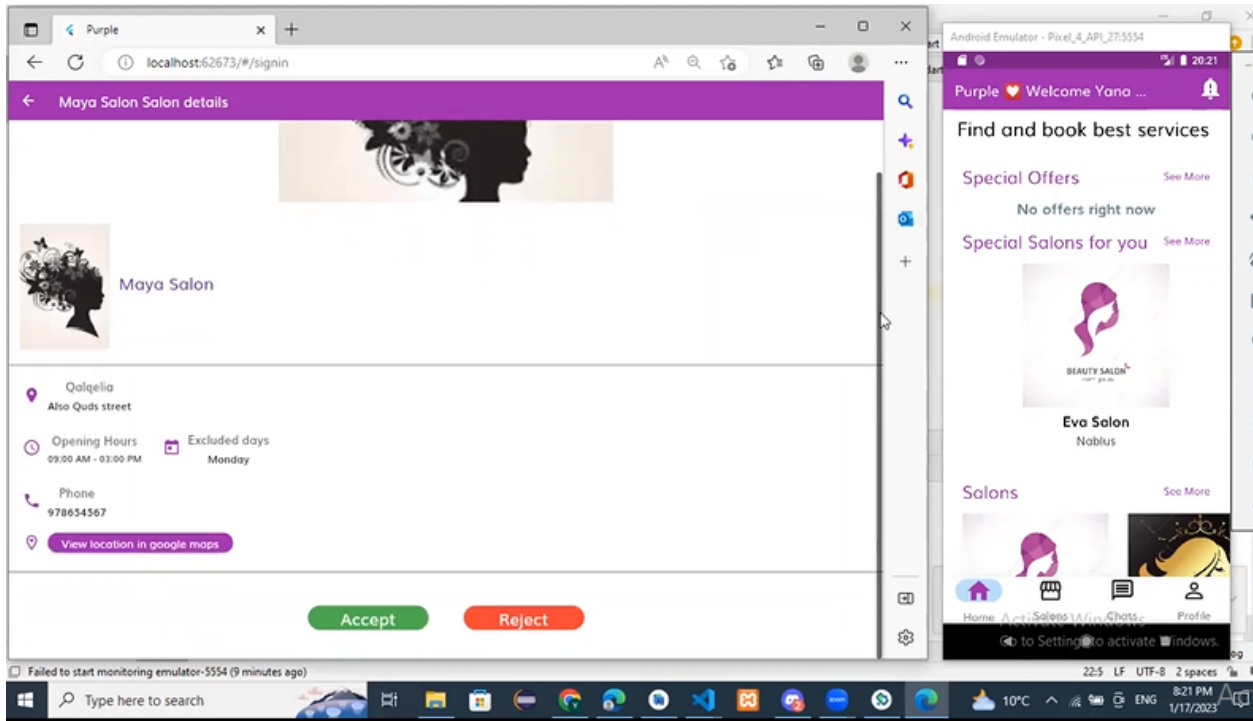 Purple
localhost:62673/#/signin
Maya Salon Salon details
Maya Salon
Qalqelia
Also Quds street
Opening Hours
09:00 AM - 03:00 PM
Excluded days
Monday
Phone
978654567
View location in google maps
Accept
Reject
Android Emulator - Pixel_4_API_27:5554
20:21
Purple Welcome Yana ...
Find and book best services
Special Offers See More
No offers right now
Special Salons for you See More
BEAUTY SALON
Eva Salon
Nablus
Salons See More
Home Salons Chats Profile
Activate Windows
Go to Setting to activate Windows.
Failed to start monitoring emulator-5554 (9 minutes ago)
22:5 LF UTF-8 2 spaces
Type here to search
10°C
ENG
8:21 PM
1/17/2023